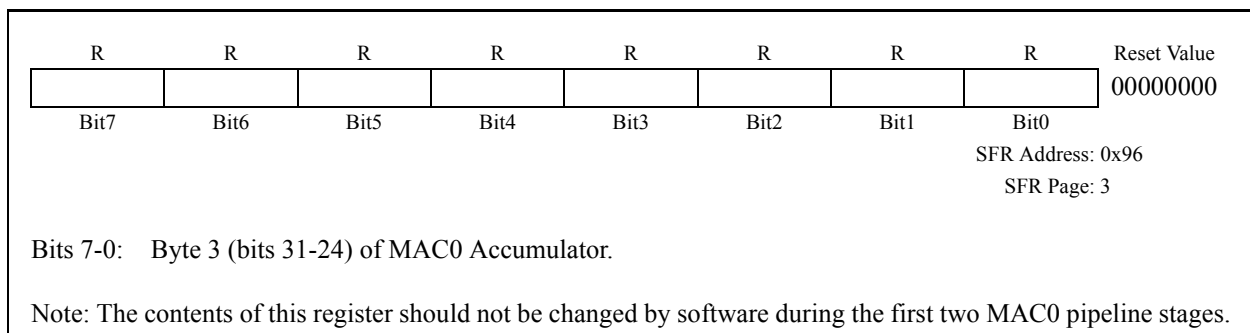 R R R R R R R R Reset Value
00000000
Bit7 Bit6 Bit5 Bit4 Bit3 Bit2 Bit1 Bit0
SFR Address: 0x96
SFR Page: 3
Bits 7-0: Byte 3 (bits 31-24) of MAC0 Accumulator.
Note: The contents of this register should not be changed by software during the first two MAC0 pipeline stages.